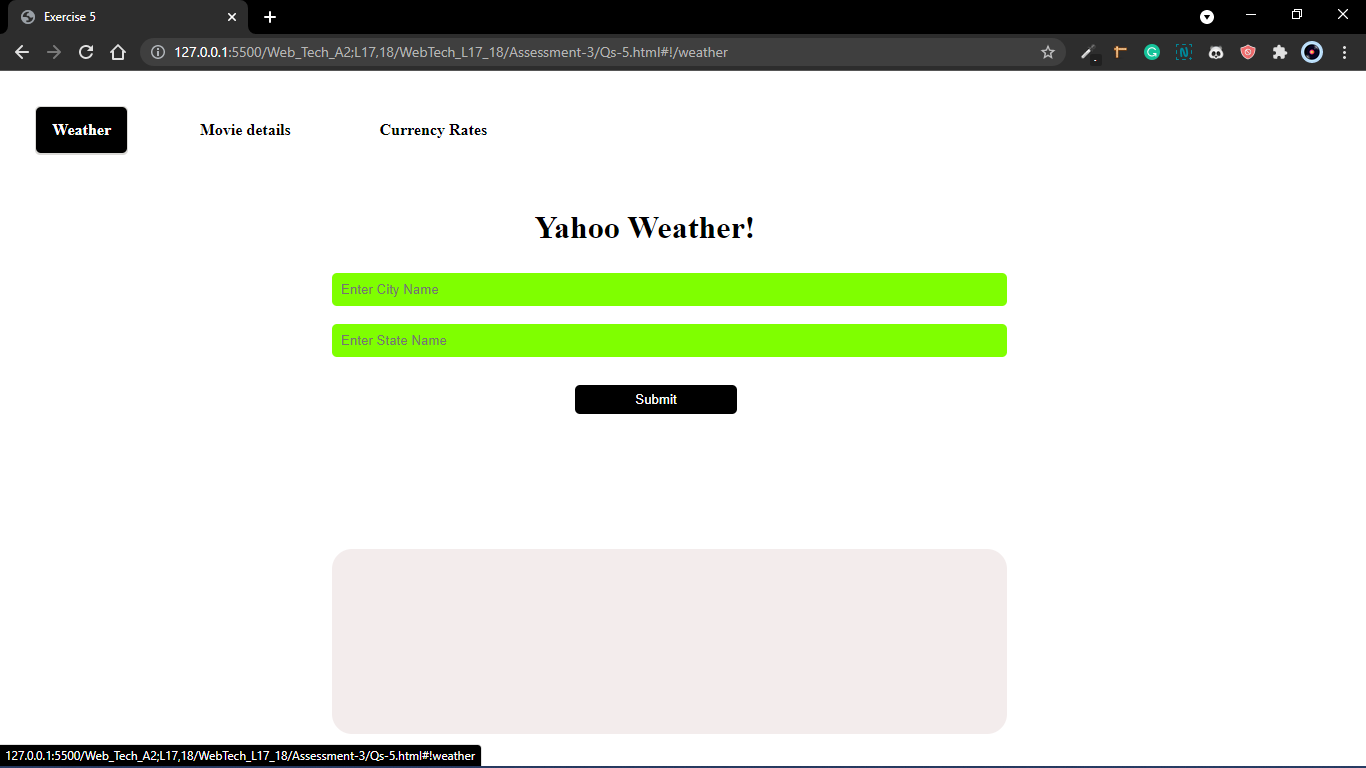 Exercise 5
127.0.0.1:5500/Web_Tech_A2;L17,18/WebTech_L17_18/Assessment-3/Qs-5.html#!/weather
Weather Movie details Currency Rates
Yahoo Weather!
Enter City Name
Enter State Name
Submit
127.0.0.1:5500/Web_Tech_A2;L17,18/WebTech_L17_18/Assessment-3/Qs-5.html#!weather